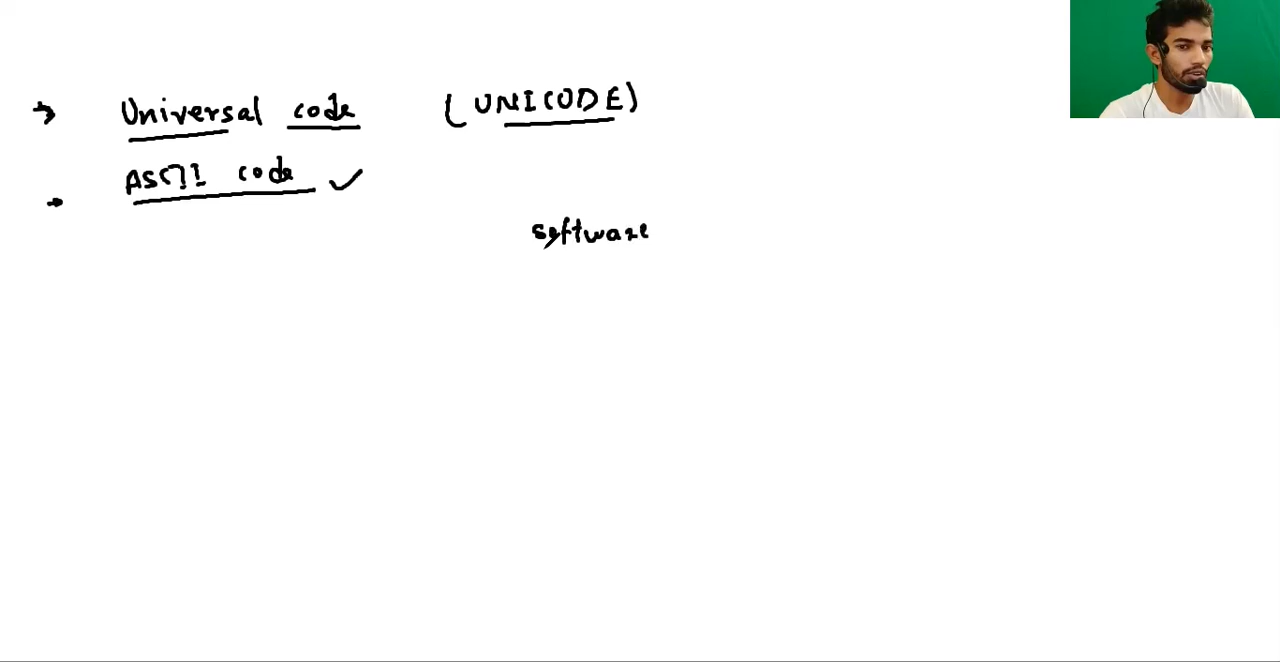 → Universal code (UNICODE)
→ ASCII code ✓
software